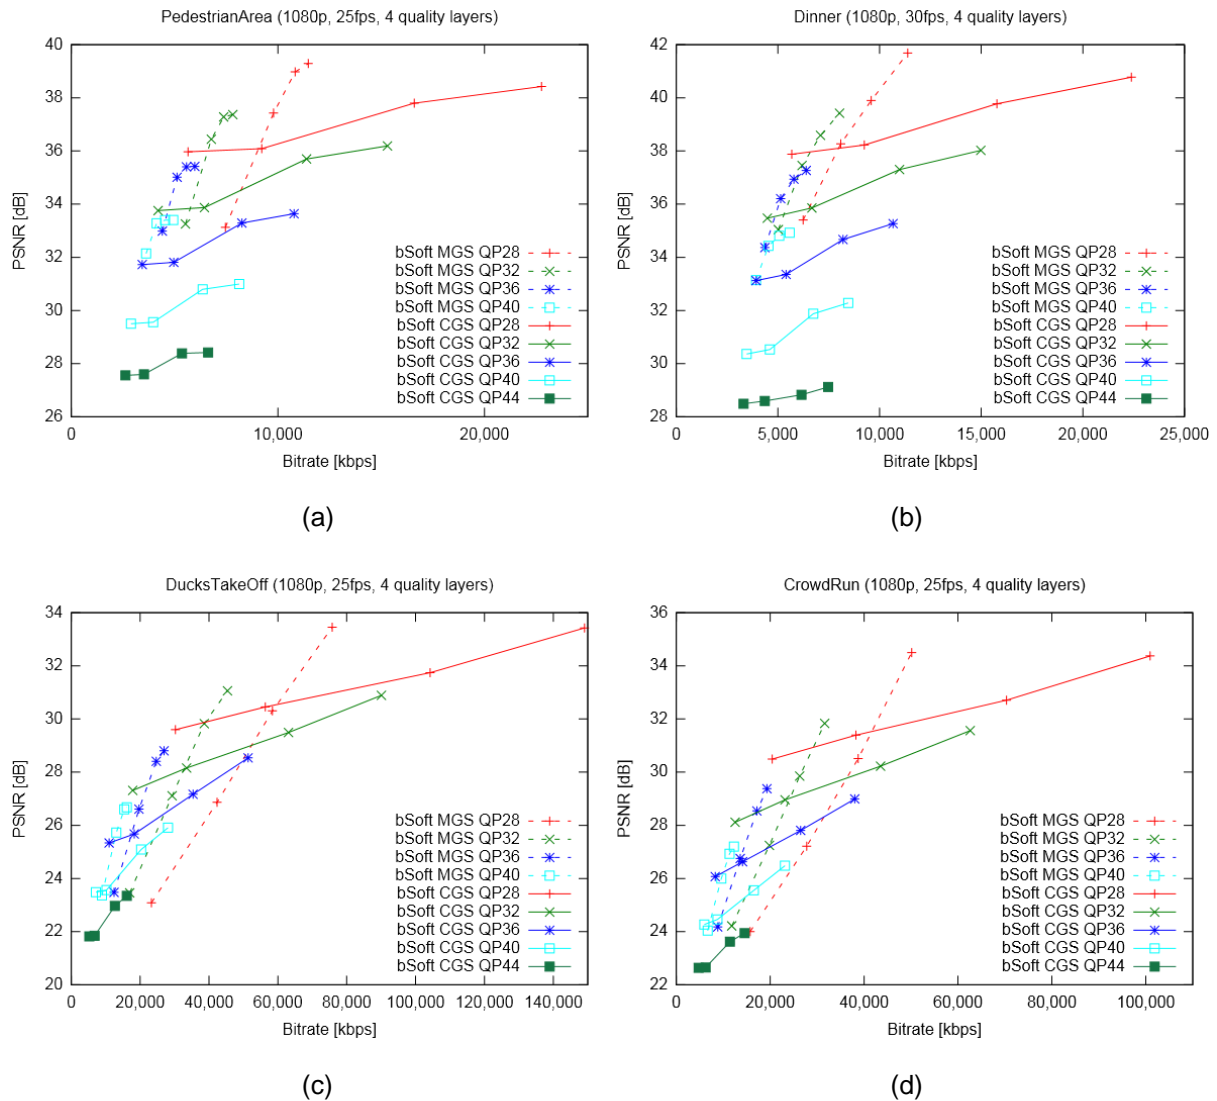 PedestrianArea (1080p, 25fps, 4 quality layers)
40
38
36
34
32
30
28
26
PSNR [dB]
bSoft MGS QP28
bSoft MGS QP32
bSoft MGS QP36
bSoft MGS QP40
bSoft CGS QP28
bSoft CGS QP32
bSoft CGS QP36
bSoft CGS QP40
bSoft CGS QP44
0 10,000 20,000
Bitrate [kbps]
(a)
Dinner (1080p, 30fps, 4 quality layers)
42
40
38
36
34
32
30
28
PSNR [dB]
bSoft MGS QP28
bSoft MGS QP32
bSoft MGS QP36
bSoft MGS QP40
bSoft CGS QP28
bSoft CGS QP32
bSoft CGS QP36
bSoft CGS QP40
bSoft CGS QP44
0 5,000 10,000 15,000 20,000 25,000
Bitrate [kbps]
(b)
DucksTakeOff (1080p, 25fps, 4 quality layers)
34
32
30
28
26
24
22
20
PSNR [dB]
bSoft MGS QP28
bSoft MGS QP32
bSoft MGS QP36
bSoft MGS QP40
bSoft CGS QP28
bSoft CGS QP32
bSoft CGS QP36
bSoft CGS QP40
bSoft CGS QP44
0 20,000 40,000 60,000 80,000 100,000 120,000 140,000
Bitrate [kbps]
(c)
CrowdRun (1080p, 25fps, 4 quality layers)
36
34
32
30
28
26
24
22
PSNR [dB]
bSoft MGS QP28
bSoft MGS QP32
bSoft MGS QP36
bSoft MGS QP40
bSoft CGS QP28
bSoft CGS QP32
bSoft CGS QP36
bSoft CGS QP40
bSoft CGS QP44
0 20,000 40,000 60,000 80,000 100,000
Bitrate [kbps]
(d)